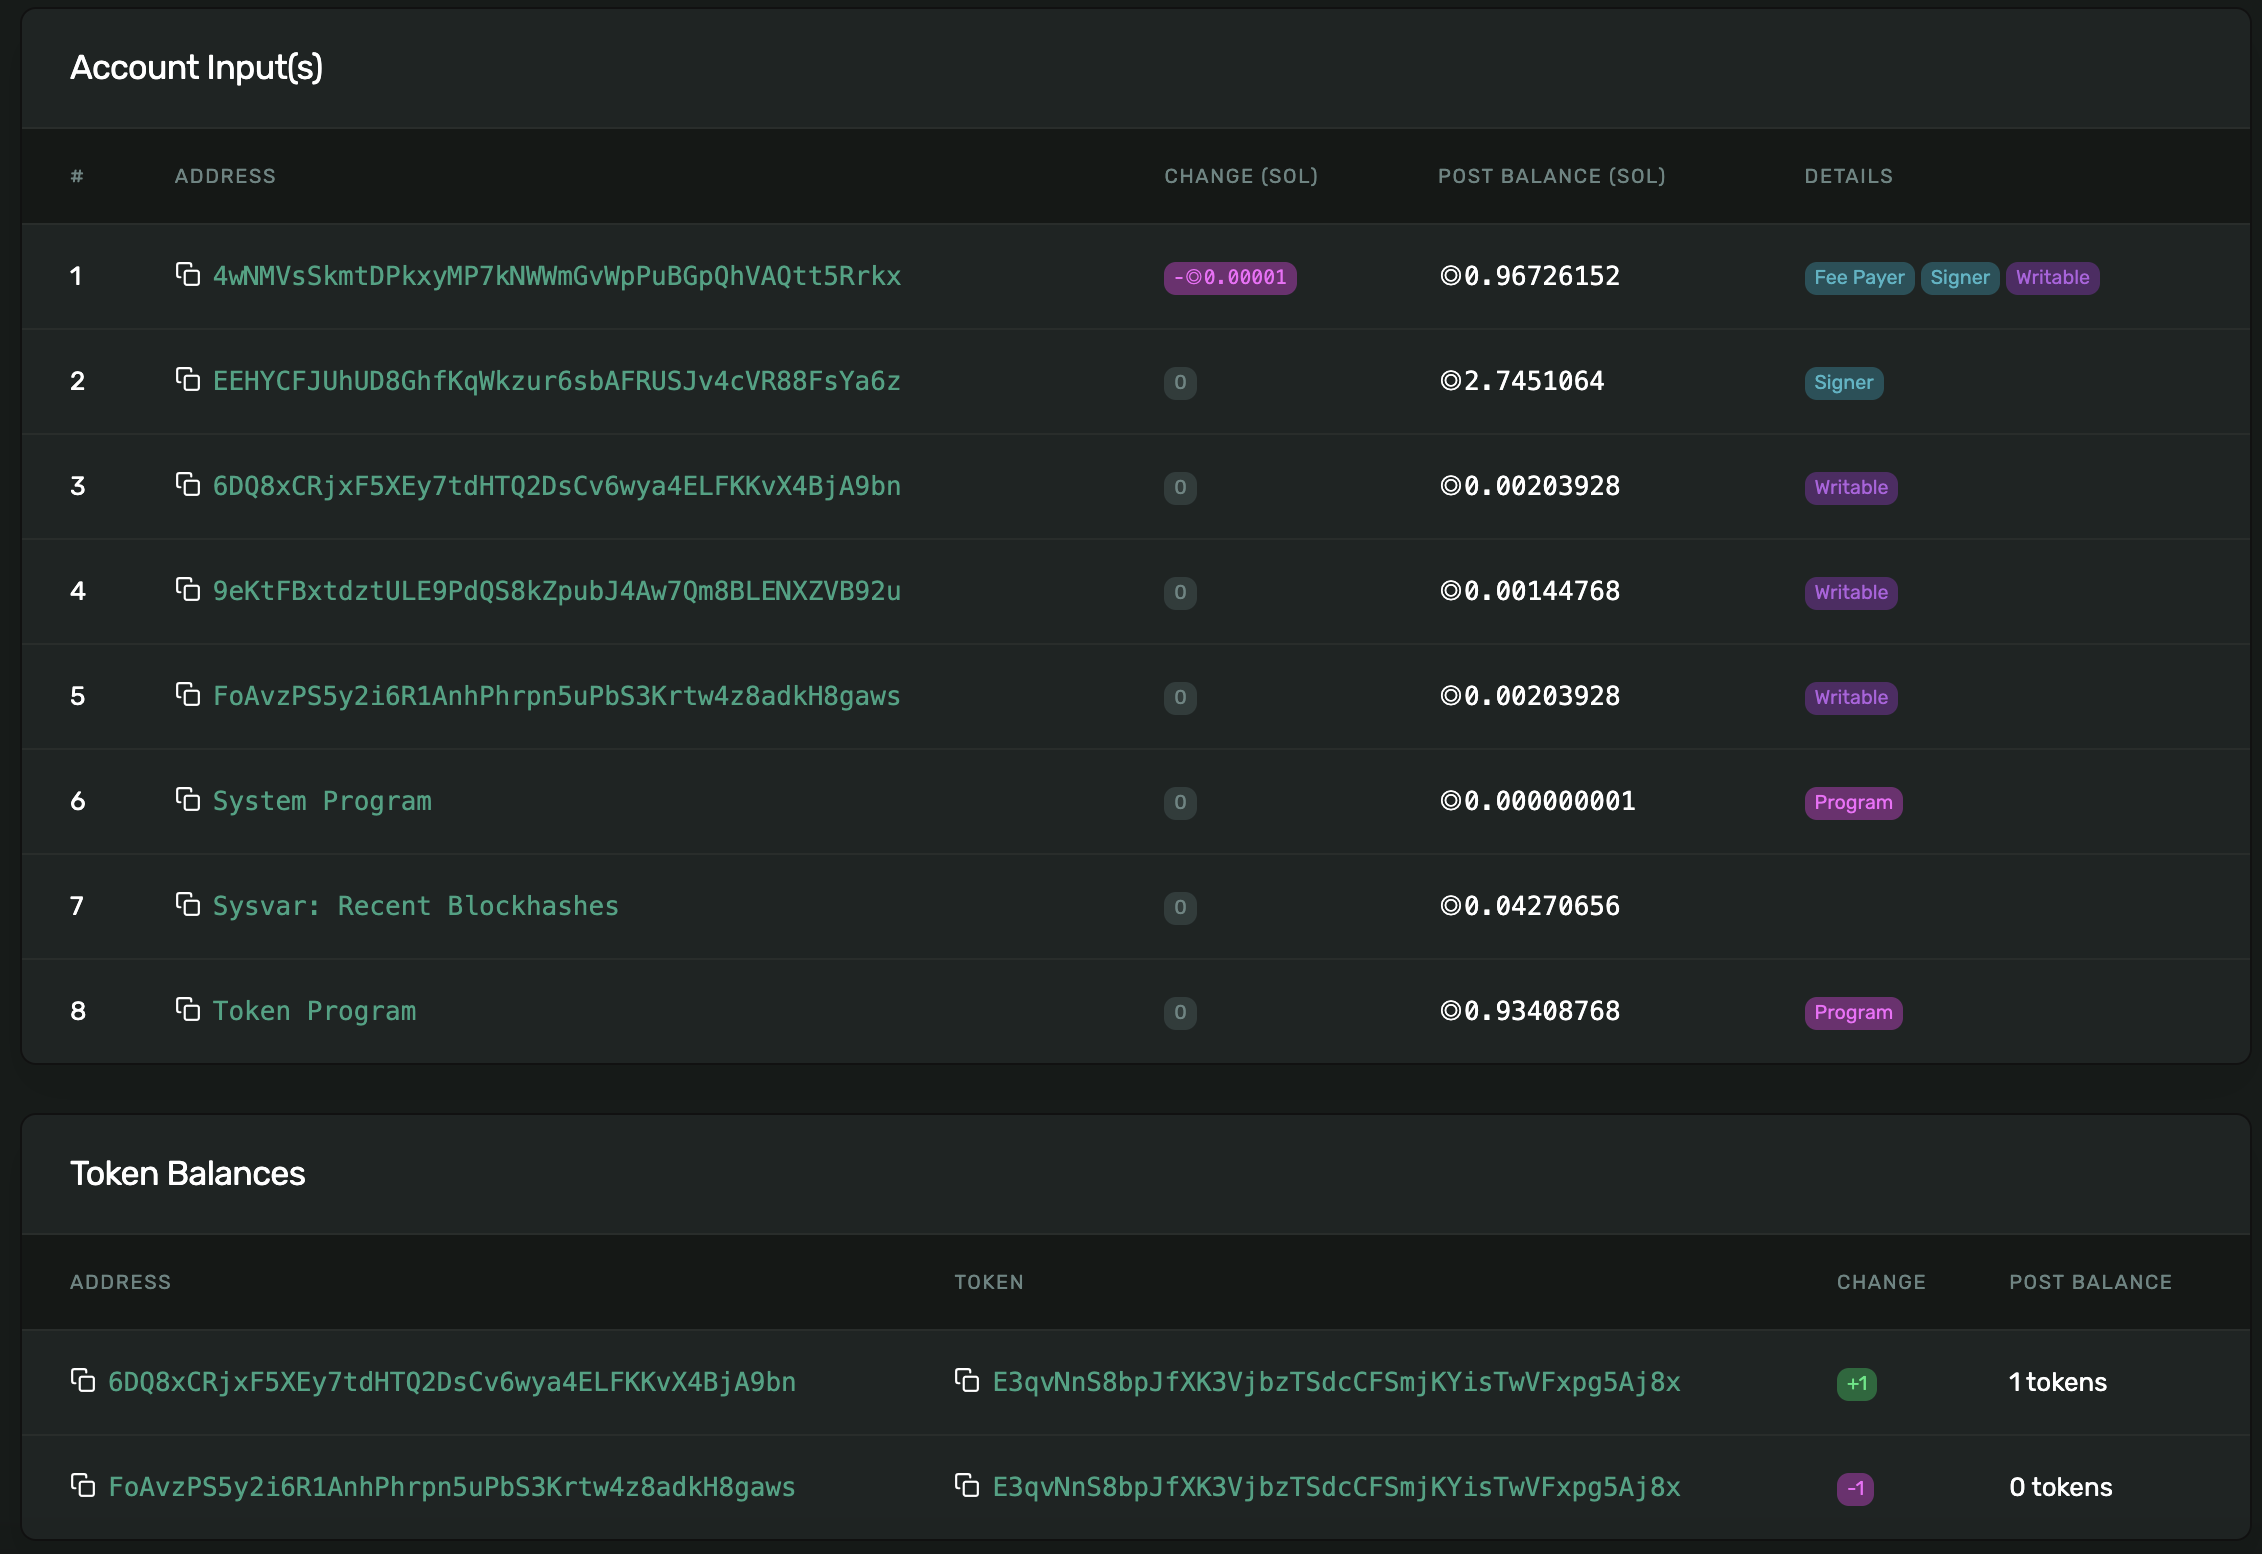 Account Input(s)
# ADDRESS CHANGE (SOL) POST BALANCE (SOL) DETAILS
1 4wNMVsSkmtDPkxyMP7kNWWmGvWpPuBGpQhVAQtt5Rrkx -◎0.00001 ◎0.96726152 Fee Payer Signer Writable
2 EEHYCFJUhUD8GhfKqWkzur6sbAFRUSJv4cVR88FsYa6z 0 ◎2.7451064 Signer
3 6DQ8xCRjxF5XEy7tdHTQ2DsCv6wya4ELFKKvX4BjA9bn 0 ◎0.00203928 Writable
4 9eKtFBxtdztULE9PdQS8kZpubJ4Aw7Qm8BLENXZVB92u 0 ◎0.00144768 Writable
5 FoAvzPS5y2i6R1AnhPhrpn5uPbS3Krtw4z8adkH8gaws 0 ◎0.00203928 Writable
6 System Program 0 ◎0.000000001 Program
7 Sysvar: Recent Blockhashes 0 ◎0.04270656
8 Token Program 0 ◎0.93408768 Program
Token Balances
ADDRESS TOKEN CHANGE POST BALANCE
6DQ8xCRjxF5XEy7tdHTQ2DsCv6wya4ELFKKvX4BjA9bn E3qvNnS8bpJfXK3VjbzTSdcCFSmjKYisTwVFxpg5Aj8x +1 1 tokens
FoAvzPS5y2i6R1AnhPhrpn5uPbS3Krtw4z8adkH8gaws E3qvNnS8bpJfXK3VjbzTSdcCFSmjKYisTwVFxpg5Aj8x -1 0 tokens